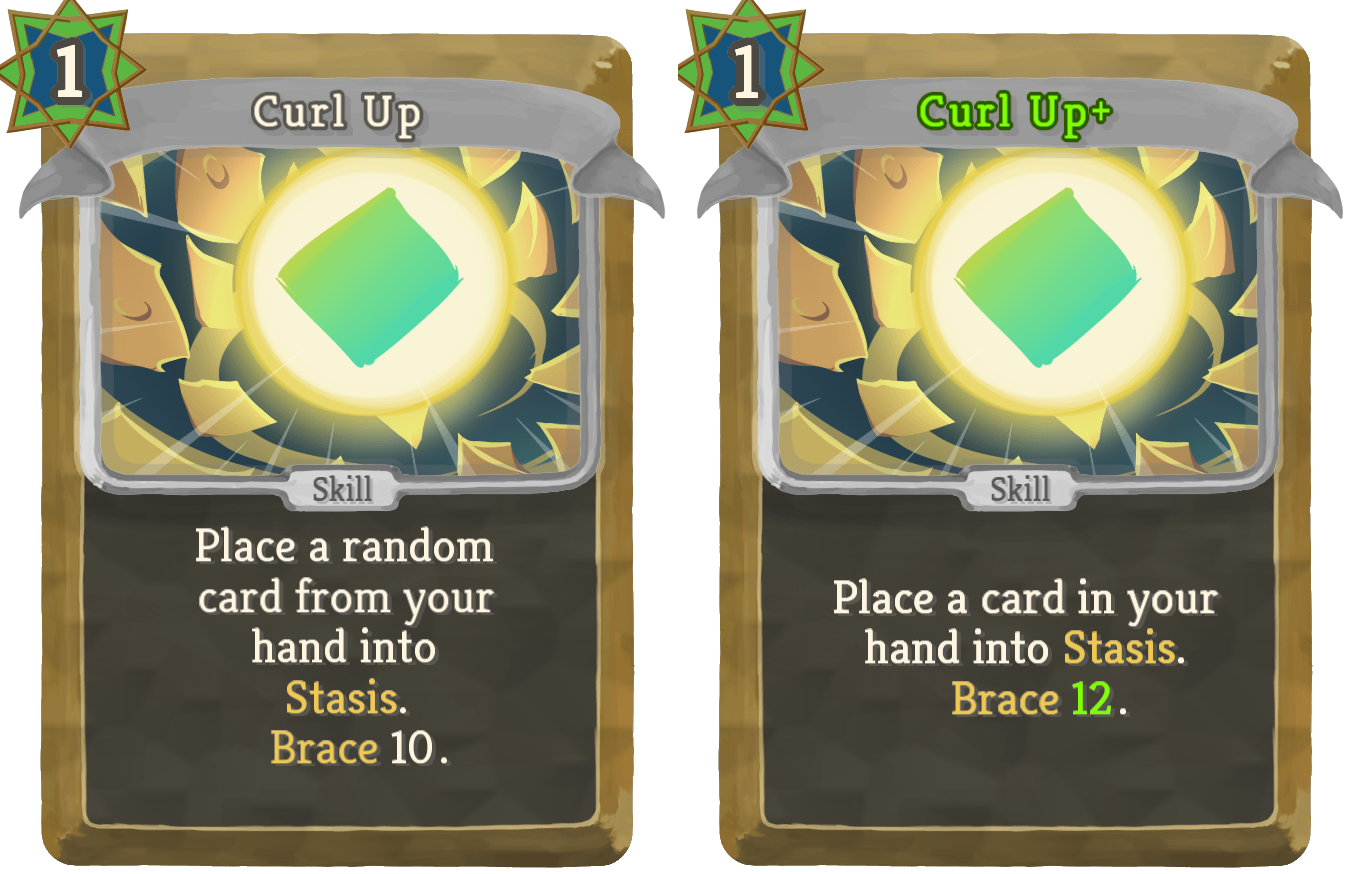 1
Curl Up
Skill
Place a random
card from your
hand into
Stasis.
Brace 10.
1
Curl Up+
Skill
Place a card in your
hand into Stasis.
Brace 12.